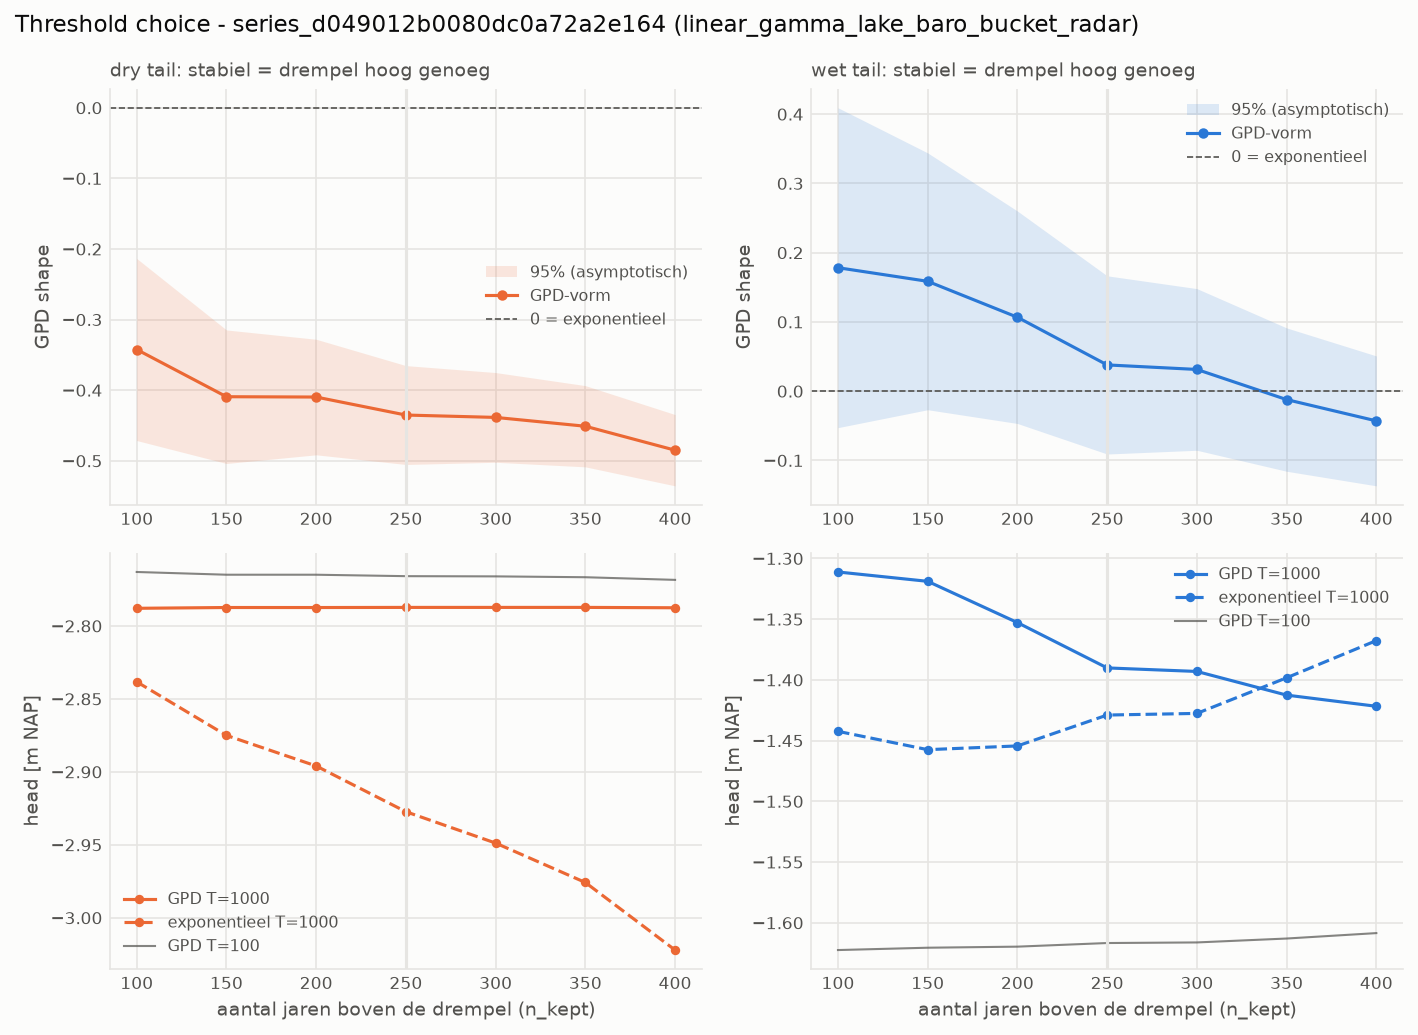 Threshold choice - series_d049012b0080dc0a72a2e164 (linear_gamma_lake_baro_bucket_radar)
dry tail: stabiel = drempel hoog genoeg
0.0
−0.1
−0.2
−0.3
−0.4
−0.5
GPD shape
95% (asymptotisch)
GPD-vorm
0 = exponentieel
100 150 200 250 300 350 400
wet tail: stabiel = drempel hoog genoeg
0.4
0.3
0.2
0.1
0.0
−0.1
GPD shape
95% (asymptotisch)
GPD-vorm
0 = exponentieel
100 150 200 250 300 350 400
−2.80
−2.85
−2.90
−2.95
−3.00
head [m NAP]
GPD T=1000
exponentieel T=1000
GPD T=100
100 150 200 250 300 350 400
aantal jaren boven de drempel (n_kept)
−1.30
−1.35
−1.40
−1.45
−1.50
−1.55
−1.60
head [m NAP]
GPD T=1000
exponentieel T=1000
GPD T=100
100 150 200 250 300 350 400
aantal jaren boven de drempel (n_kept)